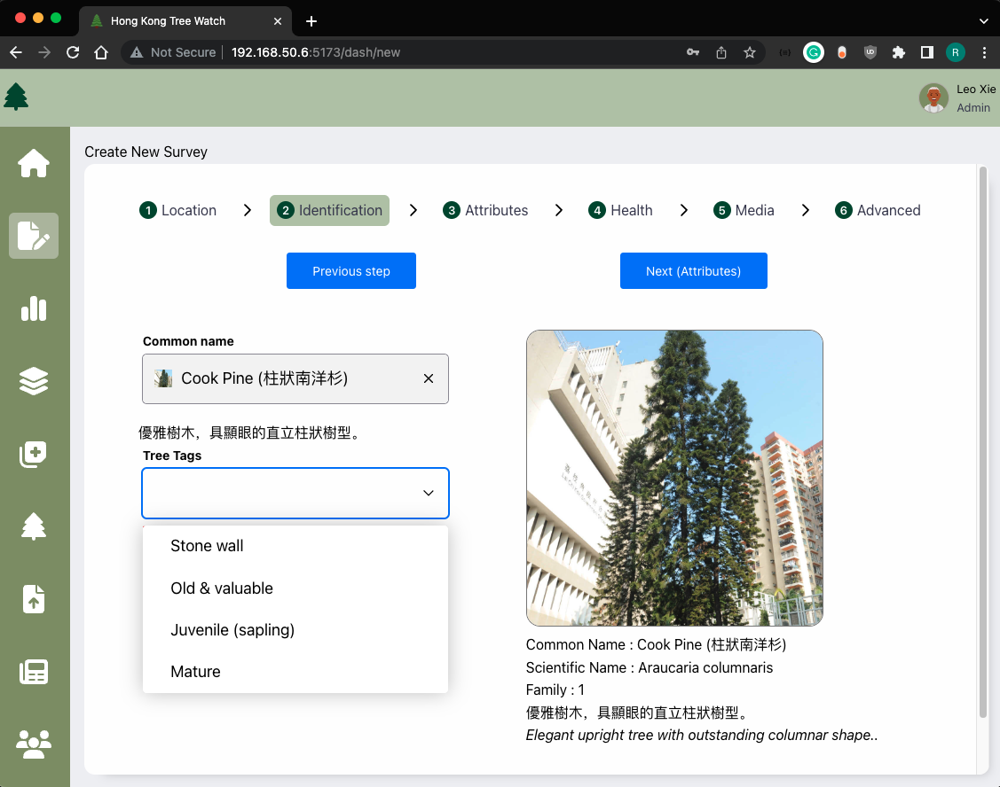 Hong Kong Tree Watch
Not Secure
192.168.50.6:5173/dash/new
R
Leo Xie
Admin
Create New Survey
1 Location
2 Identification
3 Attributes
4 Health
5 Media
6 Advanced
Previous step
Next (Attributes)
Common name
Cook Pine (柱狀南洋杉)
優雅樹木，具顯眼的直立柱狀樹型。
Tree Tags
Stone wall
Old & valuable
Juvenile (sapling)
Mature
Common Name : Cook Pine (柱狀南洋杉)
Scientific Name : Araucaria columnaris
Family : 1
優雅樹木，具顯眼的直立柱狀樹型。
Elegant upright tree with outstanding columnar shape..